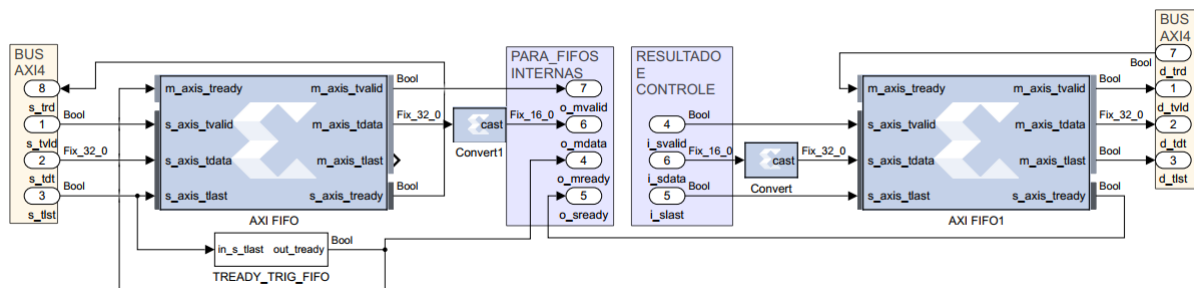 BUS
AXI4
8
s_trd
Bool
1
s_tvld
Fix_32_0
2
s_tdt
Bool
3
s_tlst
m_axis_tready
s_axis_tvalid
s_axis_tdata
s_axis_tlast
m_axis_tvalid
m_axis_tdata
m_axis_tlast
s_axis_tready
AXI FIFO
Bool
Fix_32_0
Bool
cast
Convert1
Fix_16_0
in_s_tlast
out_tready
Bool
TREADY_TRIG_FIFO
PARA_FIFOS
INTERNAS
7
o_mvalid
6
o_mdata
4
o_mready
5
o_sready
RESULTADO
E
CONTROLE
4
Bool
i_svalid
6
Fix_16_0
i_sdata
5
Bool
i_slast
cast
Convert
Fix_32_0
m_axis_tready
s_axis_tvalid
s_axis_tdata
s_axis_tlast
m_axis_tvalid
m_axis_tdata
m_axis_tlast
s_axis_tready
AXI FIFO1
Bool
Bool
Fix_32_0
Bool
Bool
BUS
AXI4
7
d_trd
1
d_tvld
2
d_tdt
3
d_tlst